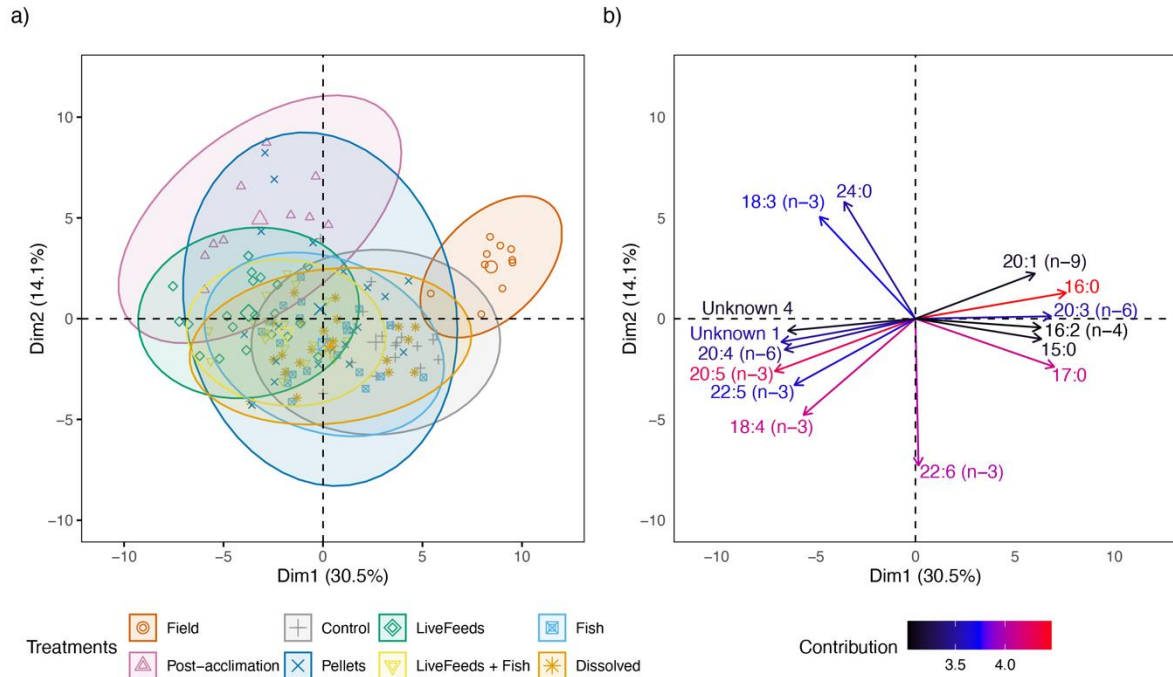 a)
b)
Dim2 (14.1%)
10
5
0
−5
−10
−10
−5
0
5
10
Dim1 (30.5%)
Dim2 (14.1%)
10
5
0
−5
−10
18:3 (n−3)
24:0
20:1 (n−9)
16:0
20:3 (n−6)
16:2 (n−4)
15:0
17:0
Unknown 4
Unknown 1
20:4 (n−6)
20:5 (n−3)
22:5 (n−3)
18:4 (n−3)
22:6 (n−3)
−10
−5
0
5
10
Dim1 (30.5%)
Treatments
Field
Control
LiveFeeds
Fish
Post−acclimation
Pellets
LiveFeeds + Fish
Dissolved
Contribution
3.5
4.0